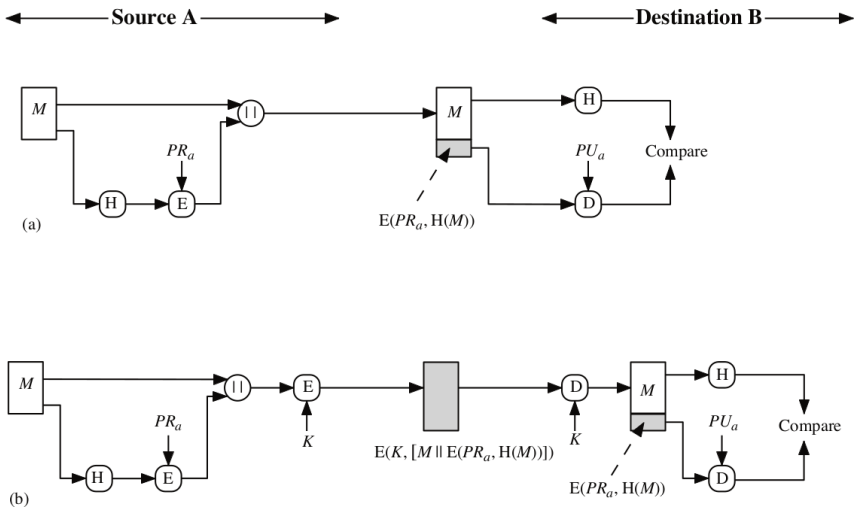 Source A
Destination B
M
| |
M
H
PRa
PUa
Compare
H
E
D
E(PRa, H(M))
(a)
M
| |
E
D
M
H
PRa
K
K
PUa
Compare
E(K, [M || E(PRa, H(M))])
H
E
D
E(PRa, H(M))
(b)